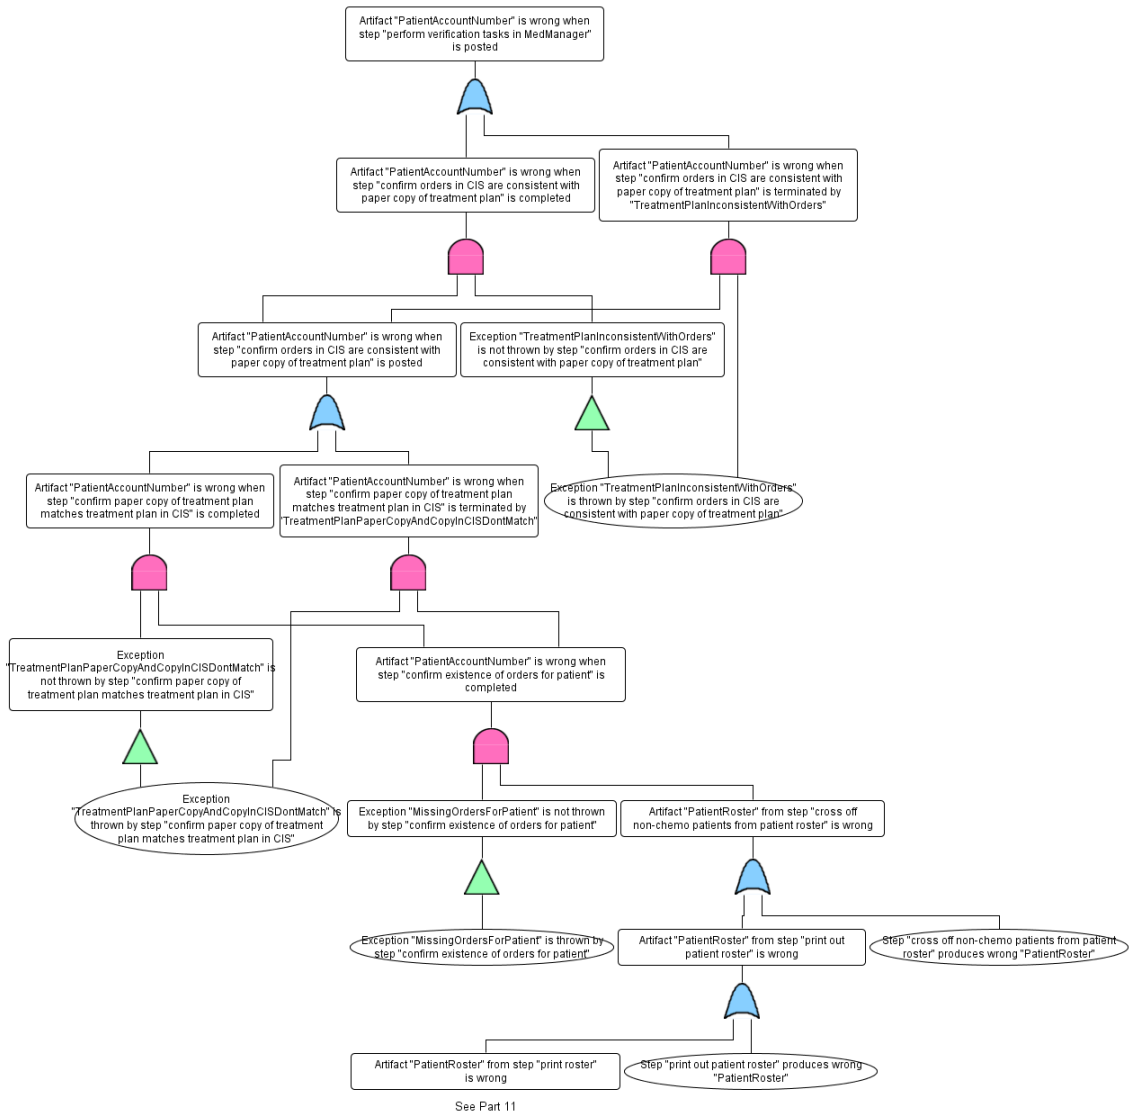 Artifact "PatientAccountNumber" is wrong when
step "perform verification tasks in MedManager"
is posted
Artifact "PatientAccountNumber" is wrong when
step "confirm orders in CIS are consistent with
paper copy of treatment plan" is completed
Artifact "PatientAccountNumber" is wrong when
step "confirm orders in CIS are consistent with
paper copy of treatment plan" is terminated by
"TreatmentPlanInconsistentWithOrders"
Artifact "PatientAccountNumber" is wrong when
step "confirm orders in CIS are consistent with
paper copy of treatment plan" is posted
Exception "TreatmentPlanInconsistentWithOrders"
is not thrown by step "confirm orders in CIS are
consistent with paper copy of treatment plan"
Artifact "PatientAccountNumber" is wrong when
step "confirm paper copy of treatment plan
matches treatment plan in CIS" is completed
Artifact "PatientAccountNumber" is wrong when
step "confirm paper copy of treatment plan
matches treatment plan in CIS" is terminated by
"TreatmentPlanPaperCopyAndCopyInCISDontMatch"
Exception "TreatmentPlanInconsistentWithOrders"
is thrown by step "confirm orders in CIS are
consistent with paper copy of treatment plan"
Exception
"TreatmentPlanPaperCopyAndCopyInCISDontMatch" is
not thrown by step "confirm paper copy of
treatment plan matches treatment plan in CIS"
Artifact "PatientAccountNumber" is wrong when
step "confirm existence of orders for patient" is
completed
Exception
"TreatmentPlanPaperCopyAndCopyInCISDontMatch" is
thrown by step "confirm paper copy of treatment
plan matches treatment plan in CIS"
Exception "MissingOrdersForPatient" is not thrown
by step "confirm existence of orders for patient"
Artifact "PatientRoster" from step "cross off
non-chemo patients from patient roster" is wrong
Exception "MissingOrdersForPatient" is thrown by
step "confirm existence of orders for patient"
Artifact "PatientRoster" from step "print out
patient roster" is wrong
Step "cross off non-chemo patients from patient
roster" produces wrong "PatientRoster"
Artifact "PatientRoster" from step "print roster"
is wrong
Step "print out patient roster" produces wrong
"PatientRoster"
See Part 11